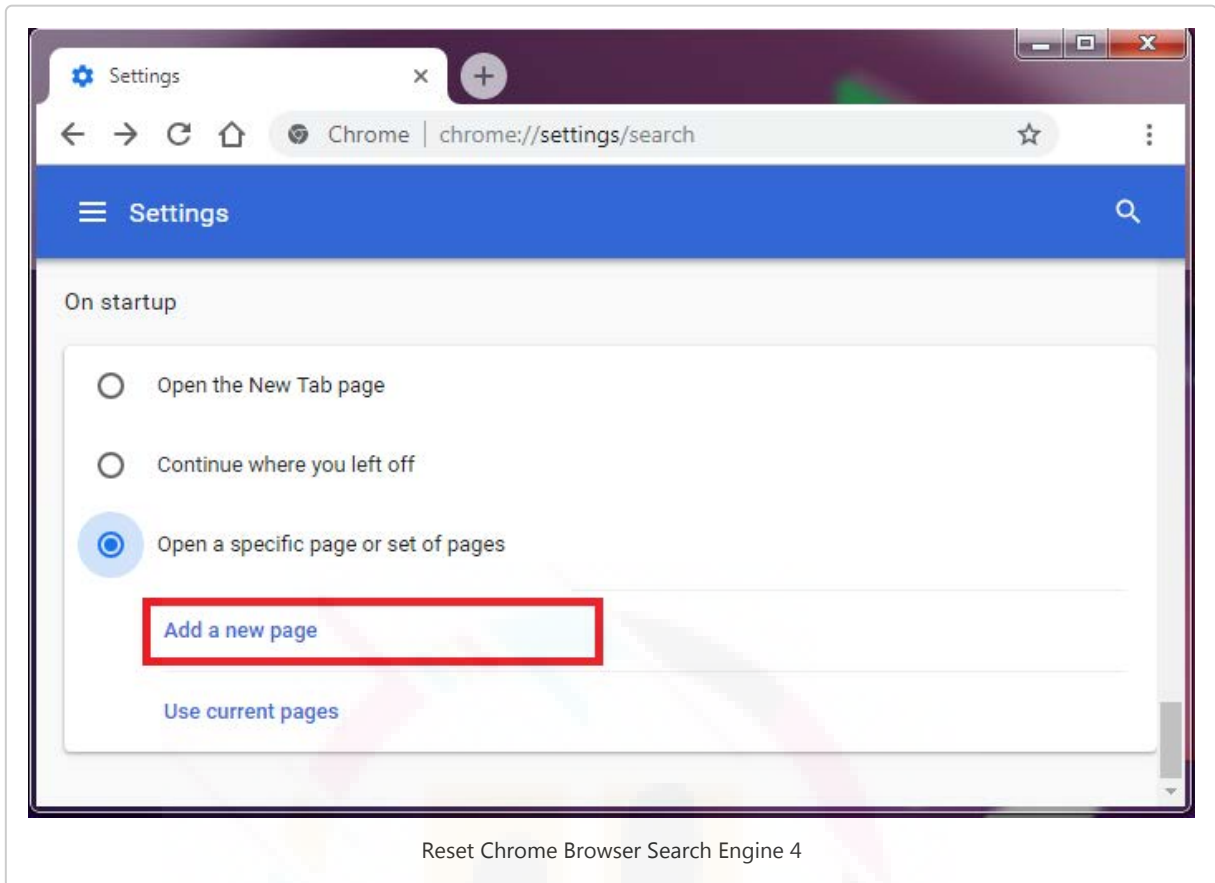 Settings
Chrome | chrome://settings/search
Settings
On startup
Open the New Tab page
Continue where you left off
Open a specific page or set of pages
Add a new page
Use current pages
Reset Chrome Browser Search Engine 4